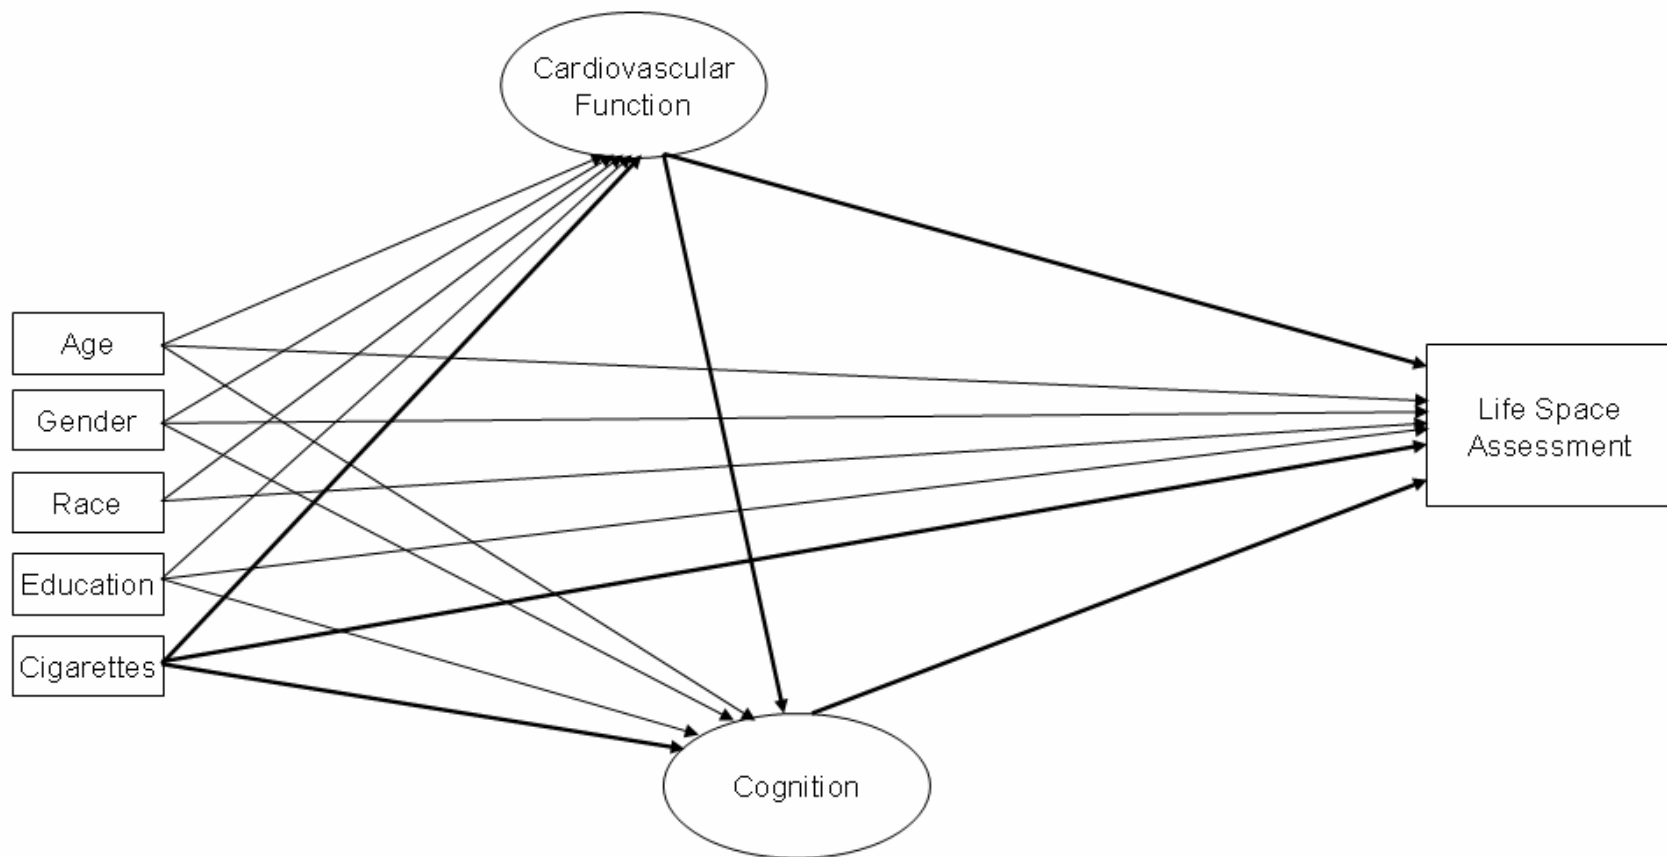 Cardiovascular
Function
Age
Gender
Race
Education
Cigarettes
Life Space
Assessment
Cognition